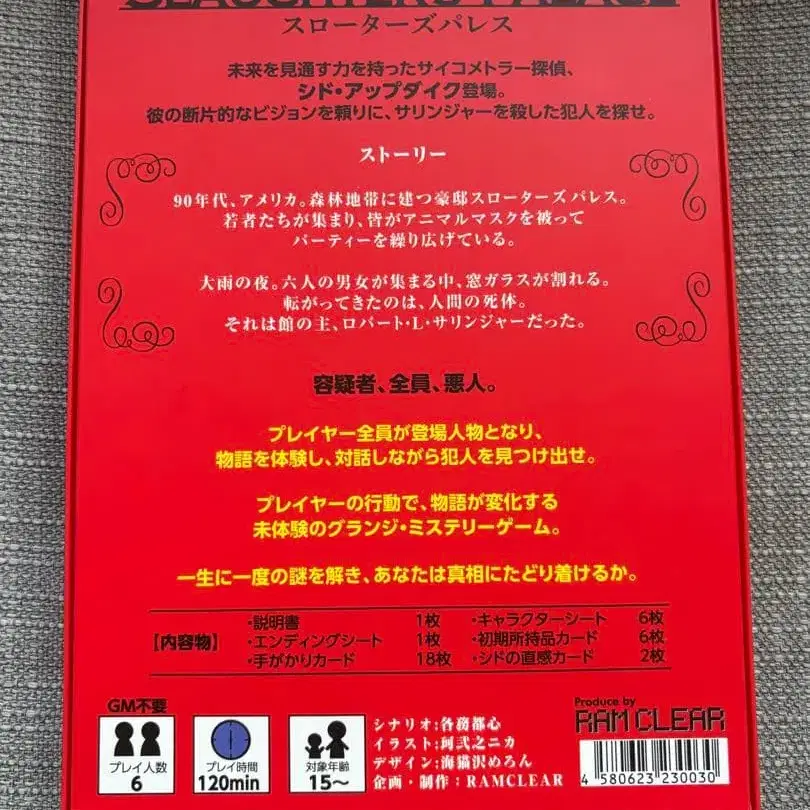 SLAUGHTERS PALACE
スローターズパレス
未来を見通す力を持ったサイコメトラー探偵、
シド・アップダイク登場。
彼の断片的なビジョンを頼りに、サリンジャーを殺した犯人を探せ。
ストーリー
90年代、アメリカ。森林地帯に建つ豪邸スローターズパレス。
若者たちが集まり、皆がアニマルマスクを被って
パーティーを繰り広げている。
大雨の夜。六人の男女が集まる中、窓ガラスが割れる。
転がってきたのは、人間の死体。
それは館の主、ロバート・L・サリンジャーだった。
容疑者、全員、悪人。
プレイヤー全員が登場人物となり、
物語を体験し、対話しながら犯人を見つけ出せ。
プレイヤーの行動で、物語が変化する
未体験のグランジ・ミステリーゲーム。
一生に一度の謎を解き、あなたは真相にたどり着けるか。
【内容物】
・説明書 1枚 ・キャラクターシート 6枚
・エンディングシート 1枚 ・初期所持品カード 6枚
・手がかりカード 18枚 ・シドの直感カード 2枚
GM不要
プレイ人数
6
プレイ時間
120min
対象年齢
15～
シナリオ:各務都心
イラスト:珂弐之ニカ
デザイン:海猫沢めろん
企画・制作：RAMCLEAR
Produce by
RAM CLEAR
4 580623 230030